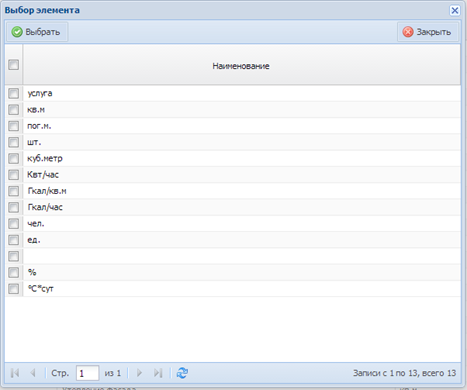 Выбор элемента
Выбрать
Закрыть
Наименование
услуга
кв.м
пог.м.
шт.
куб.метр
Квт/час
Гкал/кв.м
Гкал/час
чел.
ед.
%
°С*сут
Стр. 1 из 1
Записи с 1 по 13, всего 13